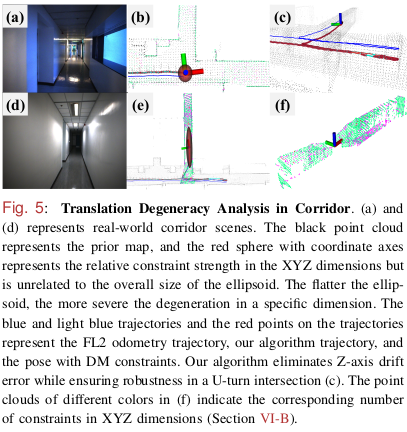 (a) (b) (c)
(d) (e) (f)
Fig. 5: Translation Degeneracy Analysis in Corridor. (a) and
(d) represents real-world corridor scenes. The black point cloud
represents the prior map, and the red sphere with coordinate axes
represents the relative constraint strength in the XYZ dimensions but
is unrelated to the overall size of the ellipsoid. The flatter the ellip-
soid, the more severe the degeneration in a specific dimension. The
blue and light blue trajectories and the red points on the trajectories
represent the FL2 odometry trajectory, our algorithm trajectory, and
the pose with DM constraints. Our algorithm eliminates Z-axis drift
error while ensuring robustness in a U-turn intersection (c). The point
clouds of different colors in (f) indicate the corresponding number
of constraints in XYZ dimensions (Section VI-B).